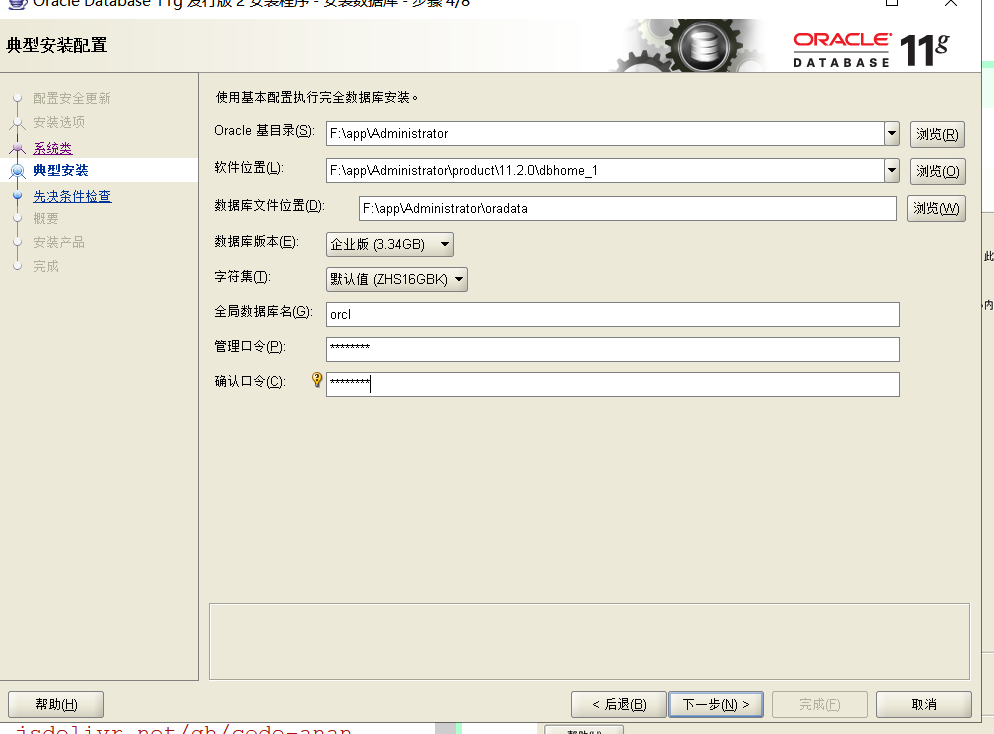 Oracle Database 11g 发行版 2 安装程序 - 安装数据库 - 步骤 4/8
典型安装配置
ORACLE
DATABASE 11g
配置安全更新
安装选项
系统类
典型安装
先决条件检查
概要
安装产品
完成
使用基本配置执行完全数据库安装。
Oracle 基目录(S): F:\app\Administrator 浏览(R)
软件位置(L): F:\app\Administrator\product\11.2.0\dbhome_1 浏览(O)
数据库文件位置(D): F:\app\Administrator\oradata 浏览(W)
数据库版本(E): 企业版 (3.34GB)
字符集(T): 默认值 (ZHS16GBK)
全局数据库名(G): orcl
管理口令(P): ********
确认口令(C): ********
此
内
帮助(H) < 后退(B) 下一步(N) > 完成(F) 取消
jsdelivr.net/gh/code-anan